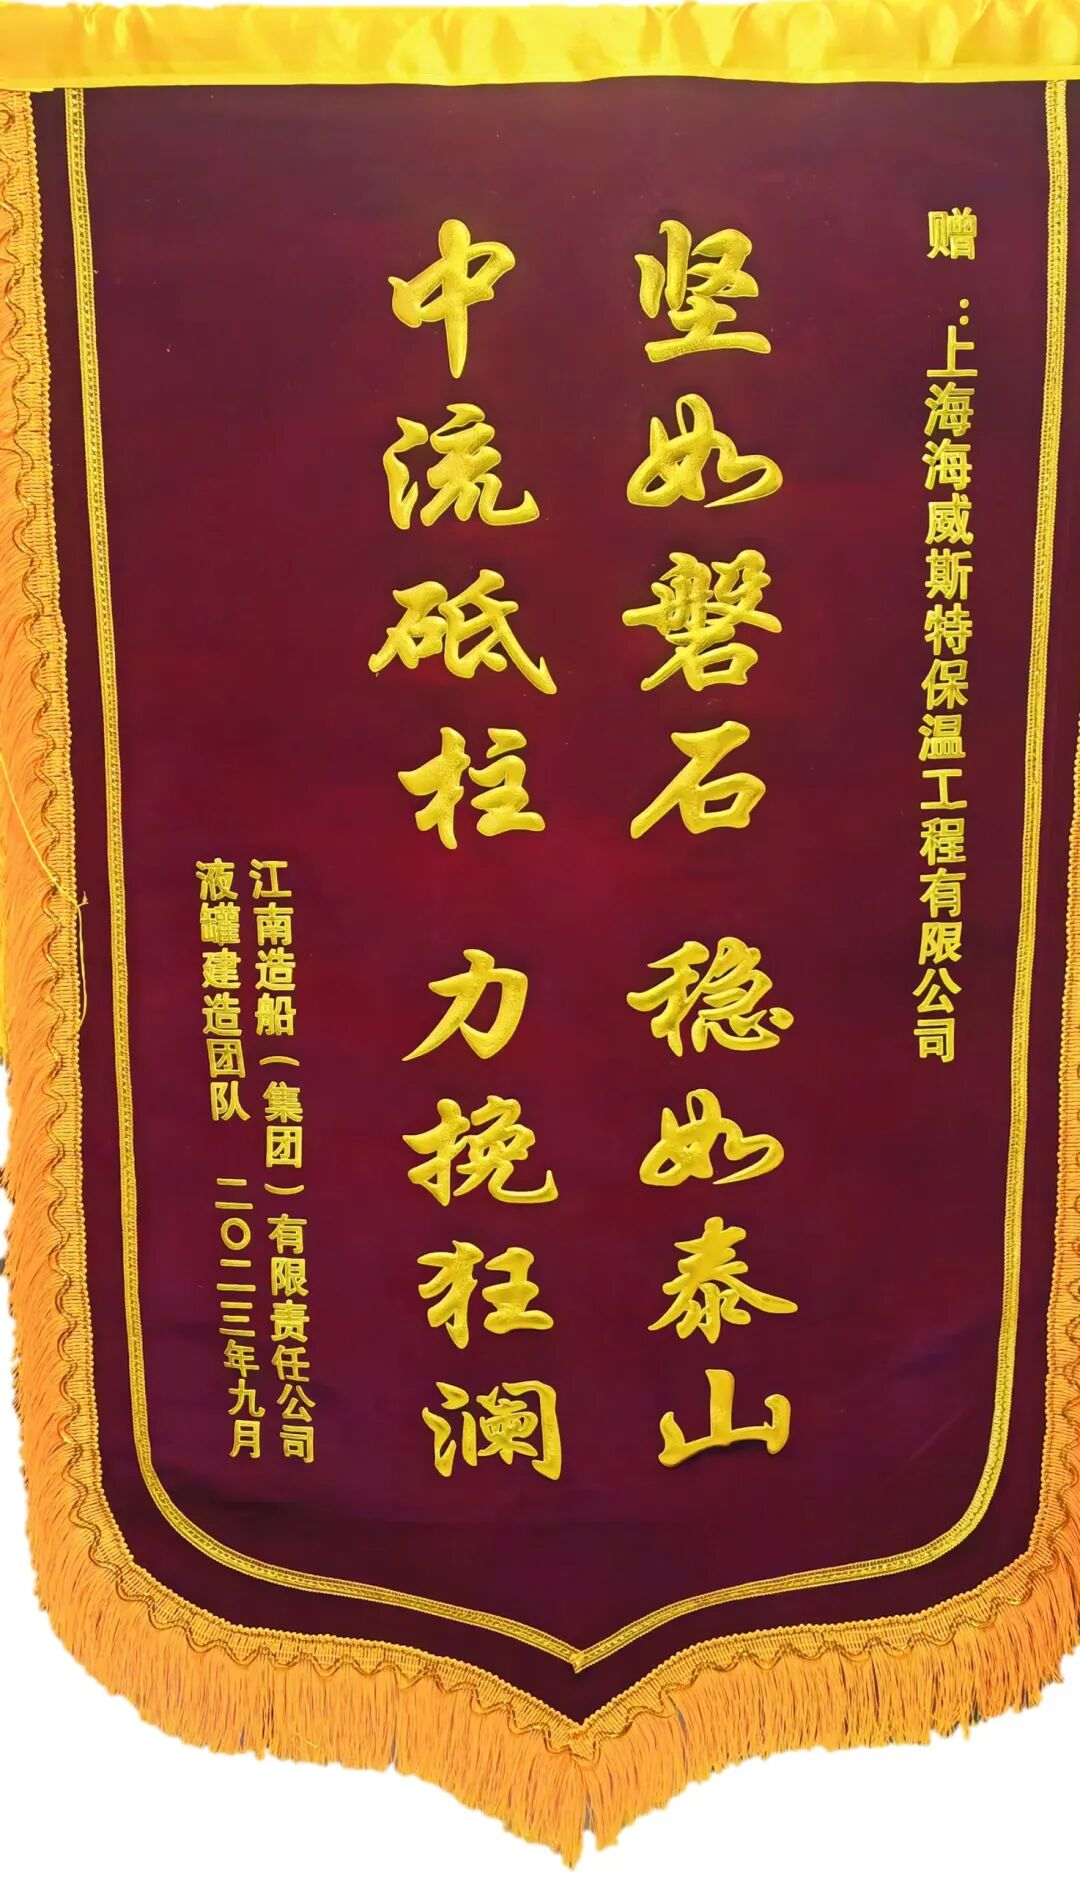 赠：上海海威斯特保温工程有限公司
坚如磐石 稳如泰山
中流砥柱 力挽狂澜
江南造船（集团）有限责任公司
液罐建造团队 二〇二三年九月